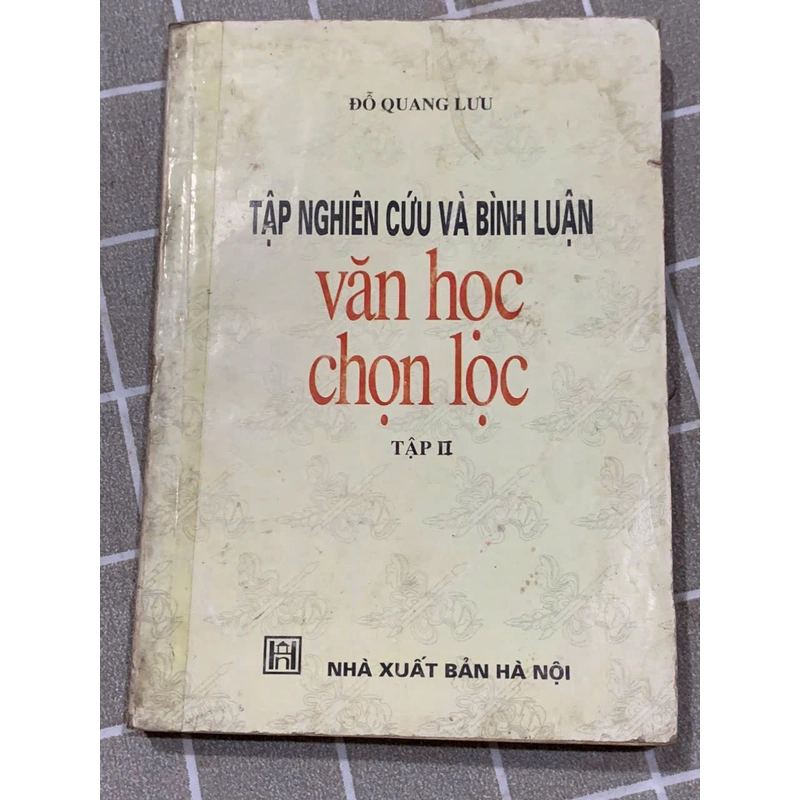 ĐỖ QUANG LƯU
TẬP NGHIÊN CỨU VÀ BÌNH LUẬN
văn học
chọn lọc
TẬP II
NHÀ XUẤT BẢN HÀ NỘI